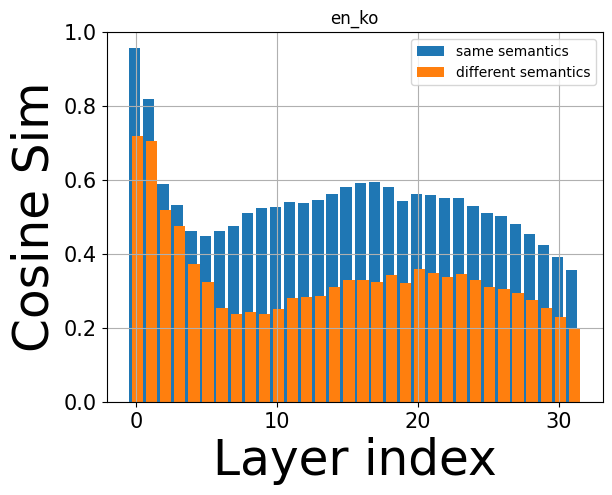 en_ko
same semantics
different semantics
Cosine Sim
1.0
0.8
0.6
0.4
0.2
0.0
0 10 20 30
Layer index